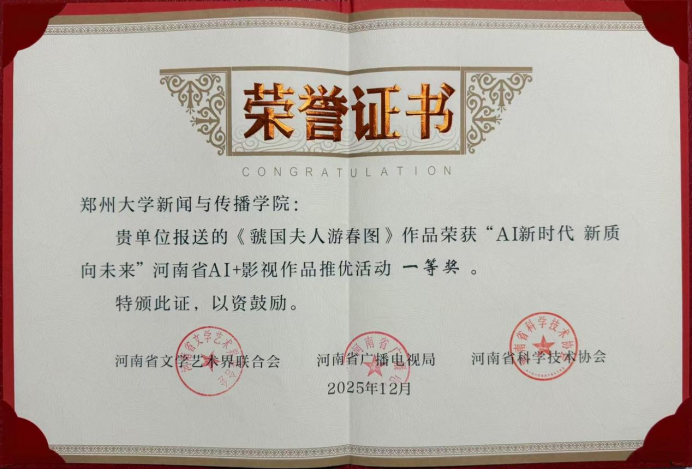 荣誉证书
CONGRATULATION
郑州大学新闻与传播学院：
贵单位报送的《虢国夫人游春图》作品荣获“AI新时代 新质
向未来”河南省AI+影视作品推优活动 一等奖 。
特颁此证，以资鼓励。
河南省文学艺术界联合会 河南省广播电视局 河南省科学技术协会
2025年12月